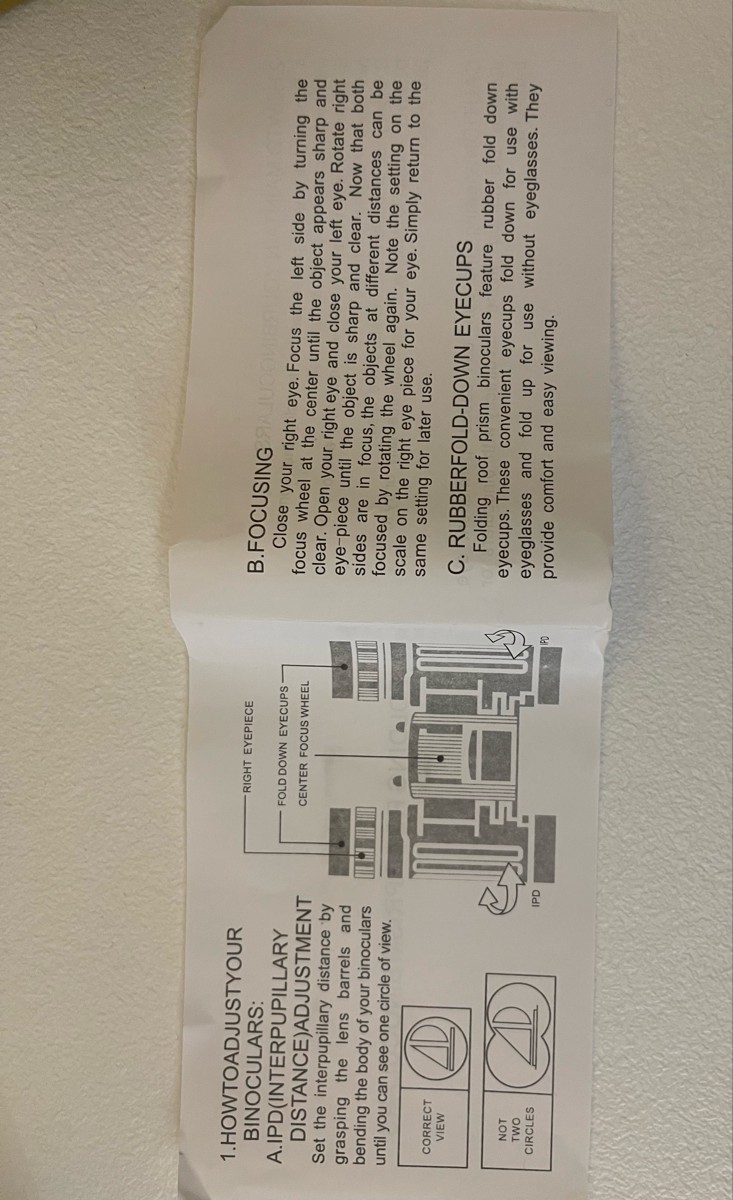 1.HOWTOADJUSTYOUR
BINOCULARS:
A.IPD(INTERPUPILLARY
DISTANCE)ADJUSTMENT
Set the interpupillary distance by
grasping the lens barrels and
bending the body of your binoculars
until you can see one circle of view.
CORRECT
VIEW
NOT
TWO
CIRCLES
RIGHT EYEPIECE
FOLD DOWN EYECUPS
CENTER FOCUS WHEEL
IPD
IPD
B.FOCUSING
Close your right eye. Focus the left side by turning the
focus wheel at the center until the object appears sharp and
clear. Open your right eye and close your left eye. Rotate right
eye-piece until the object is sharp and clear. Now that both
sides are in focus, the objects at different distances can be
focused by rotating the wheel again. Note the setting on the
scale on the right eye piece for your eye. Simply return to the
same setting for later use.
C. RUBBERFOLD-DOWN EYECUPS
Folding roof prism binoculars feature rubber fold down
eyecups. These convenient eyecups fold down for use with
eyeglasses and fold up for use without eyeglasses. They
provide comfort and easy viewing.